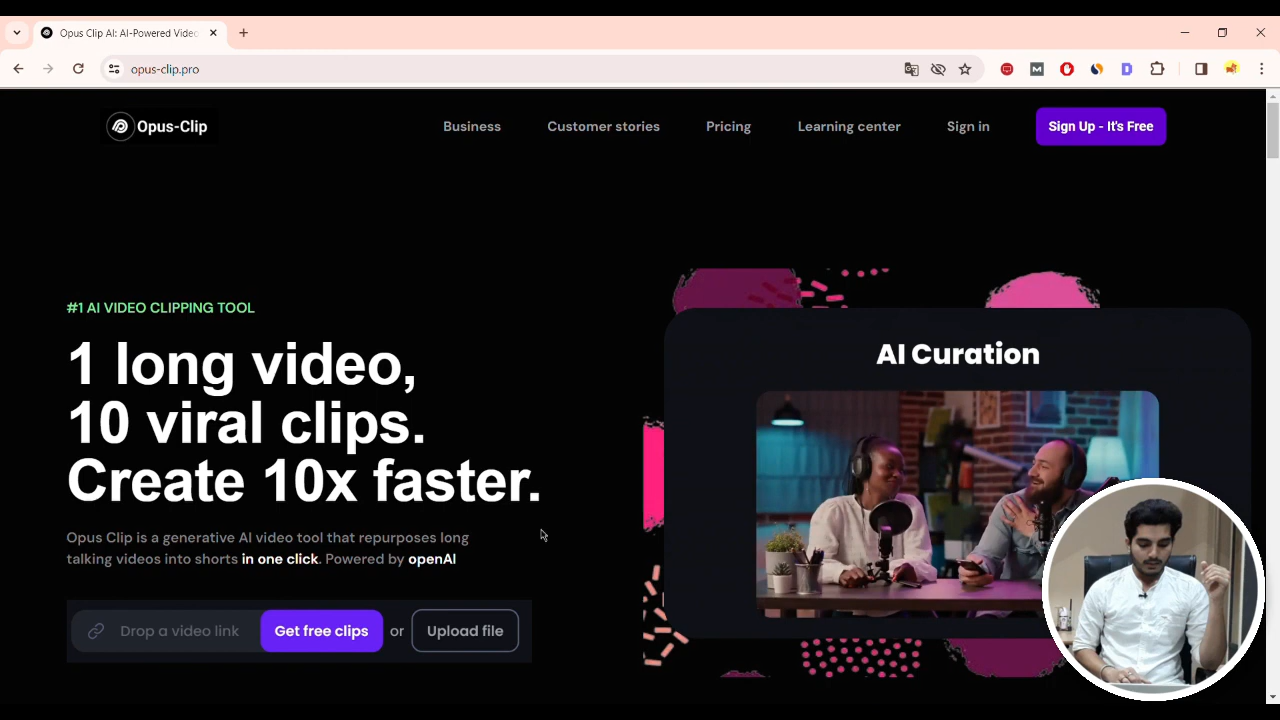 Opus Clip AI: AI-Powered Video
opus-clip.pro
Opus-Clip
Business
Customer stories
Pricing
Learning center
Sign in
Sign Up - It's Free
#1 AI VIDEO CLIPPING TOOL
1 long video,
10 viral clips.
Create 10x faster.
Opus Clip is a generative AI video tool that repurposes long
talking videos into shorts in one click. Powered by openAI
Drop a video link
Get free clips
or
Upload file
AI Curation